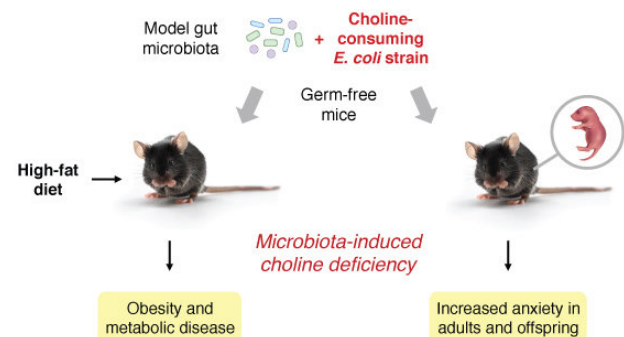 Model gut
microbiota
+
Choline-
consuming
E. coli strain
Germ-free
mice
High-fat
diet
Microbiota-induced
choline deficiency
Obesity and
metabolic disease
Increased anxiety in
adults and offspring